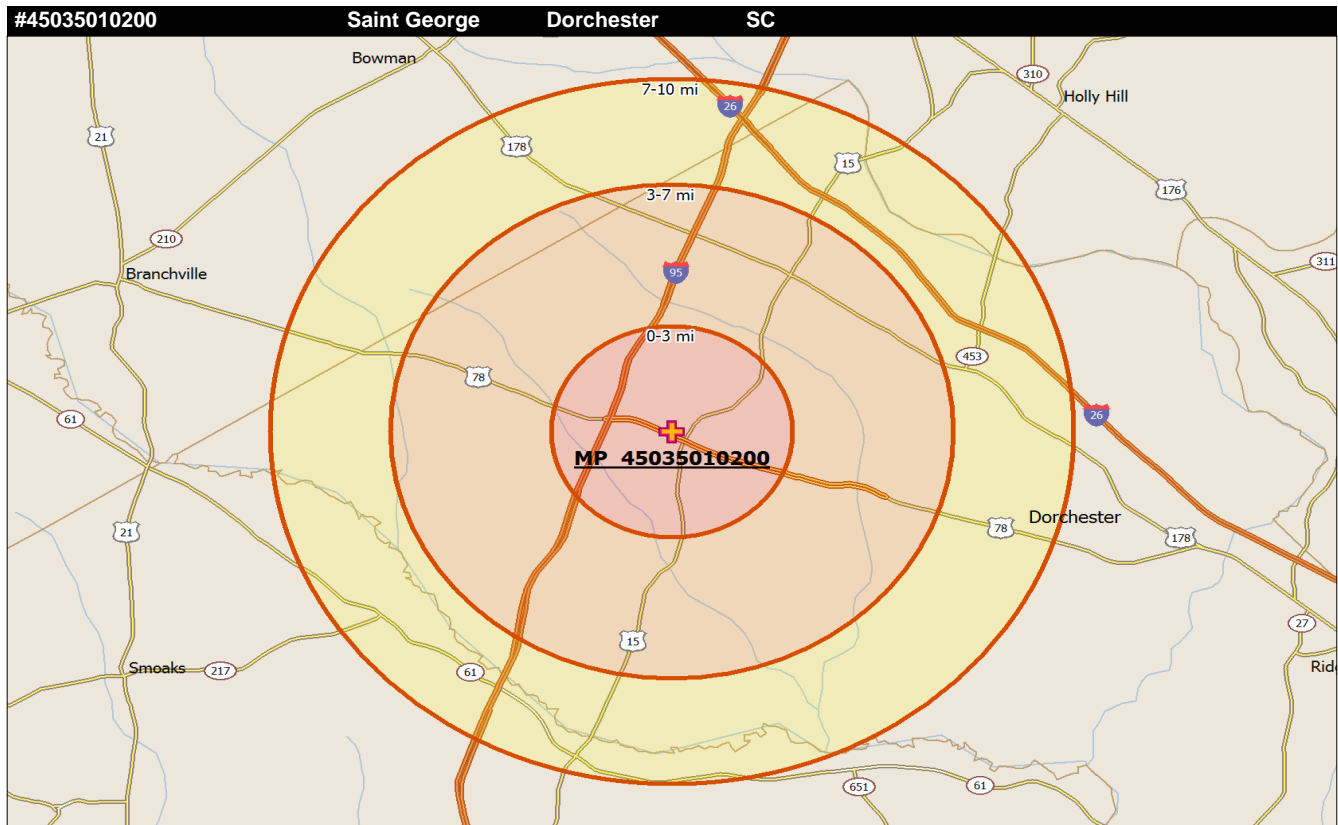 #45035010200 Saint George Dorchester SC
Bowman
310
7-10 mi
26
Holly Hill
21
178
15
176
3-7 mi
210
311
Branchville
95
0-3 mi
453
78
61
26
MP 45035010200
21
78
Dorchester
178
27
15
Smoaks
217
61
Rid
651
61